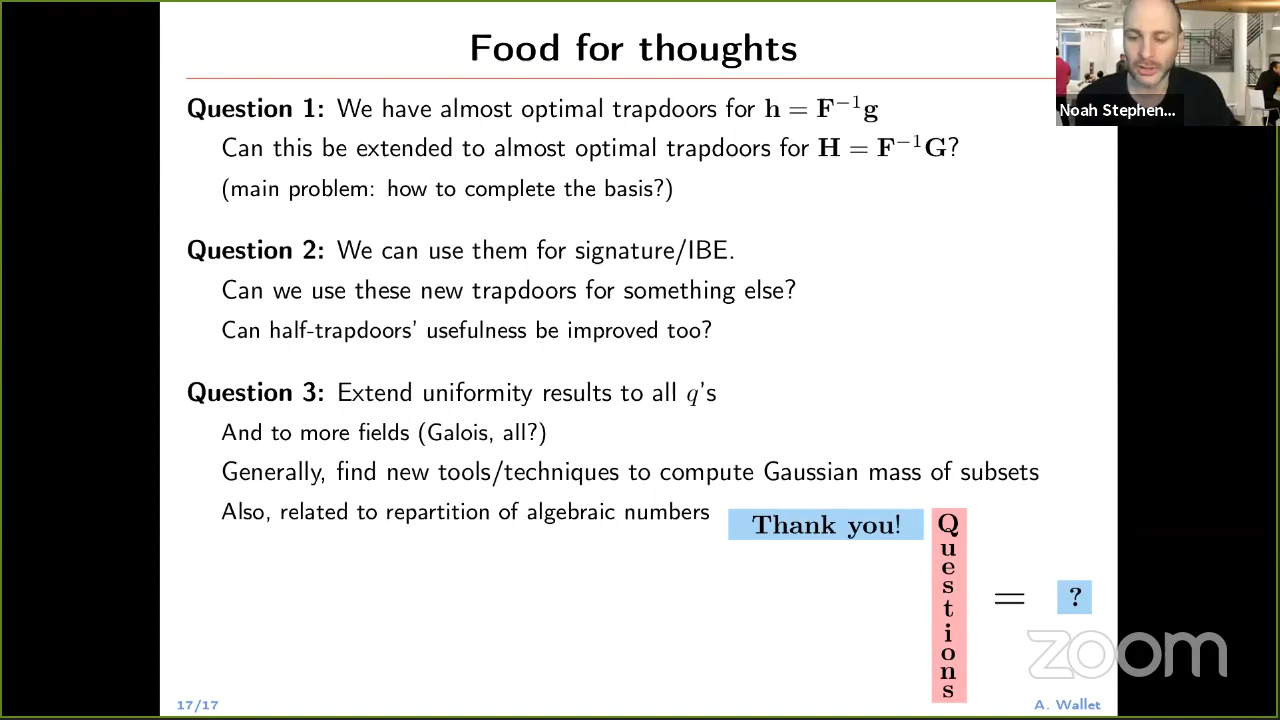 Food for thoughts
Noah Stephen...
Question 1: We have almost optimal trapdoors for h = F⁻¹g
Can this be extended to almost optimal trapdoors for H = F⁻¹G?
(main problem: how to complete the basis?)
Question 2: We can use them for signature/IBE.
Can we use these new trapdoors for something else?
Can half-trapdoors' usefulness be improved too?
Question 3: Extend uniformity results to all q's
And to more fields (Galois, all?)
Generally, find new tools/techniques to compute Gaussian mass of subsets
Also, related to repartition of algebraic numbers
Thank you!
Questions
= ?
zoom
17/17
A. Wallet